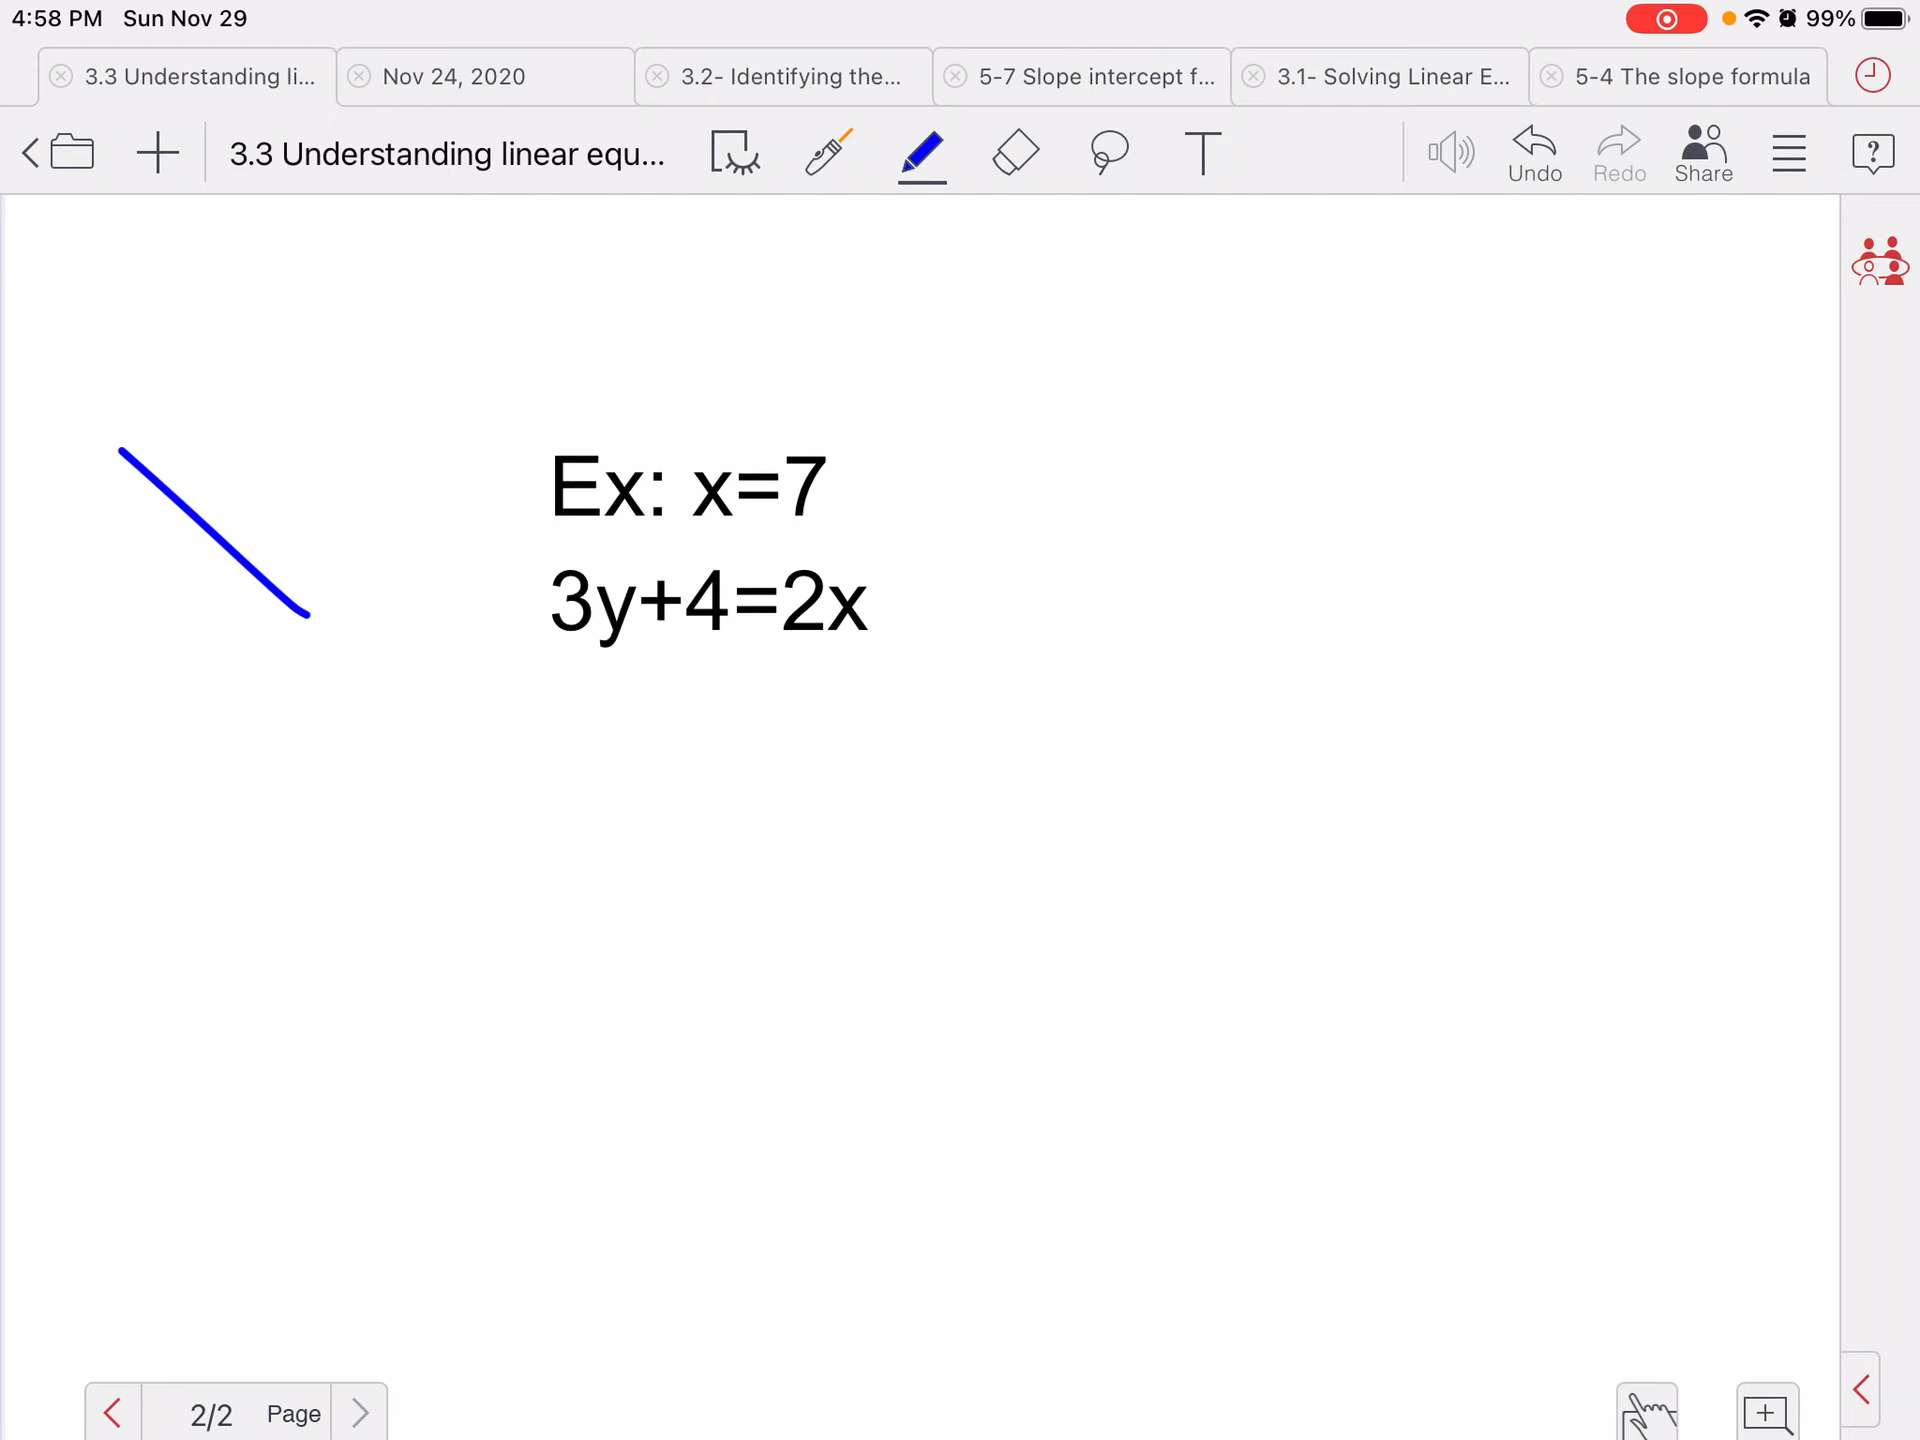 4:58 PM Sun Nov 29 99%
3.3 Understanding li... Nov 24, 2020 3.2- Identifying the... 5-7 Slope intercept f... 3.1- Solving Linear E... 5-4 The slope formula
3.3 Understanding linear equ... T Undo Redo Share ?
Ex: x=7
3y+4=2x
2/2 Page